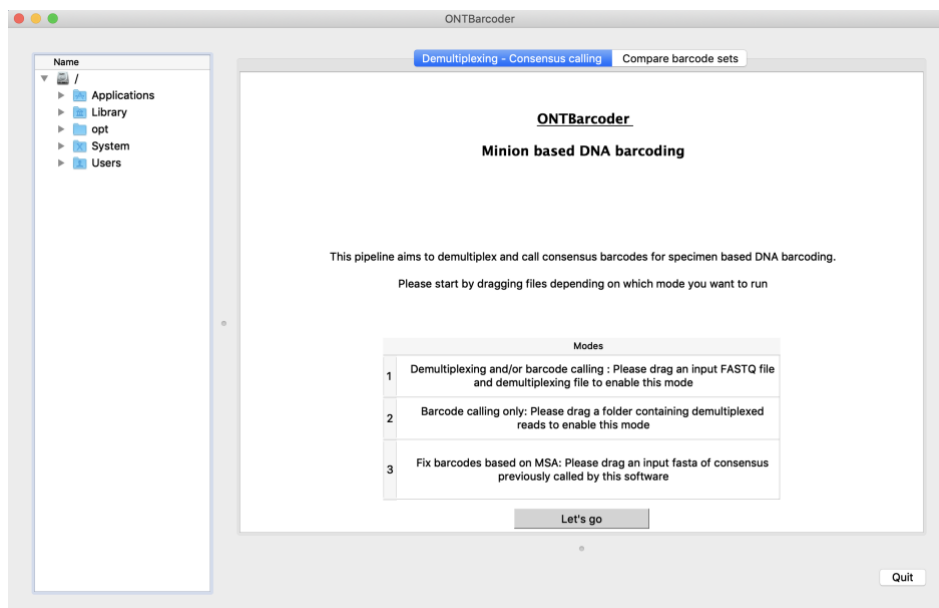 ONTBarcoder
Name
/
Applications
Library
opt
System
Users
Demultiplexing - Consensus calling
Compare barcode sets
ONTBarcoder
Minion based DNA barcoding
This pipeline aims to demultiplex and call consensus barcodes for specimen based DNA barcoding.
Please start by dragging files depending on which mode you want to run
Modes
1
Demultiplexing and/or barcode calling : Please drag an input FASTQ file
and demultiplexing file to enable this mode
2
Barcode calling only: Please drag a folder containing demultiplexed
reads to enable this mode
3
Fix barcodes based on MSA: Please drag an input fasta of consensus
previously called by this software
Let's go
Quit